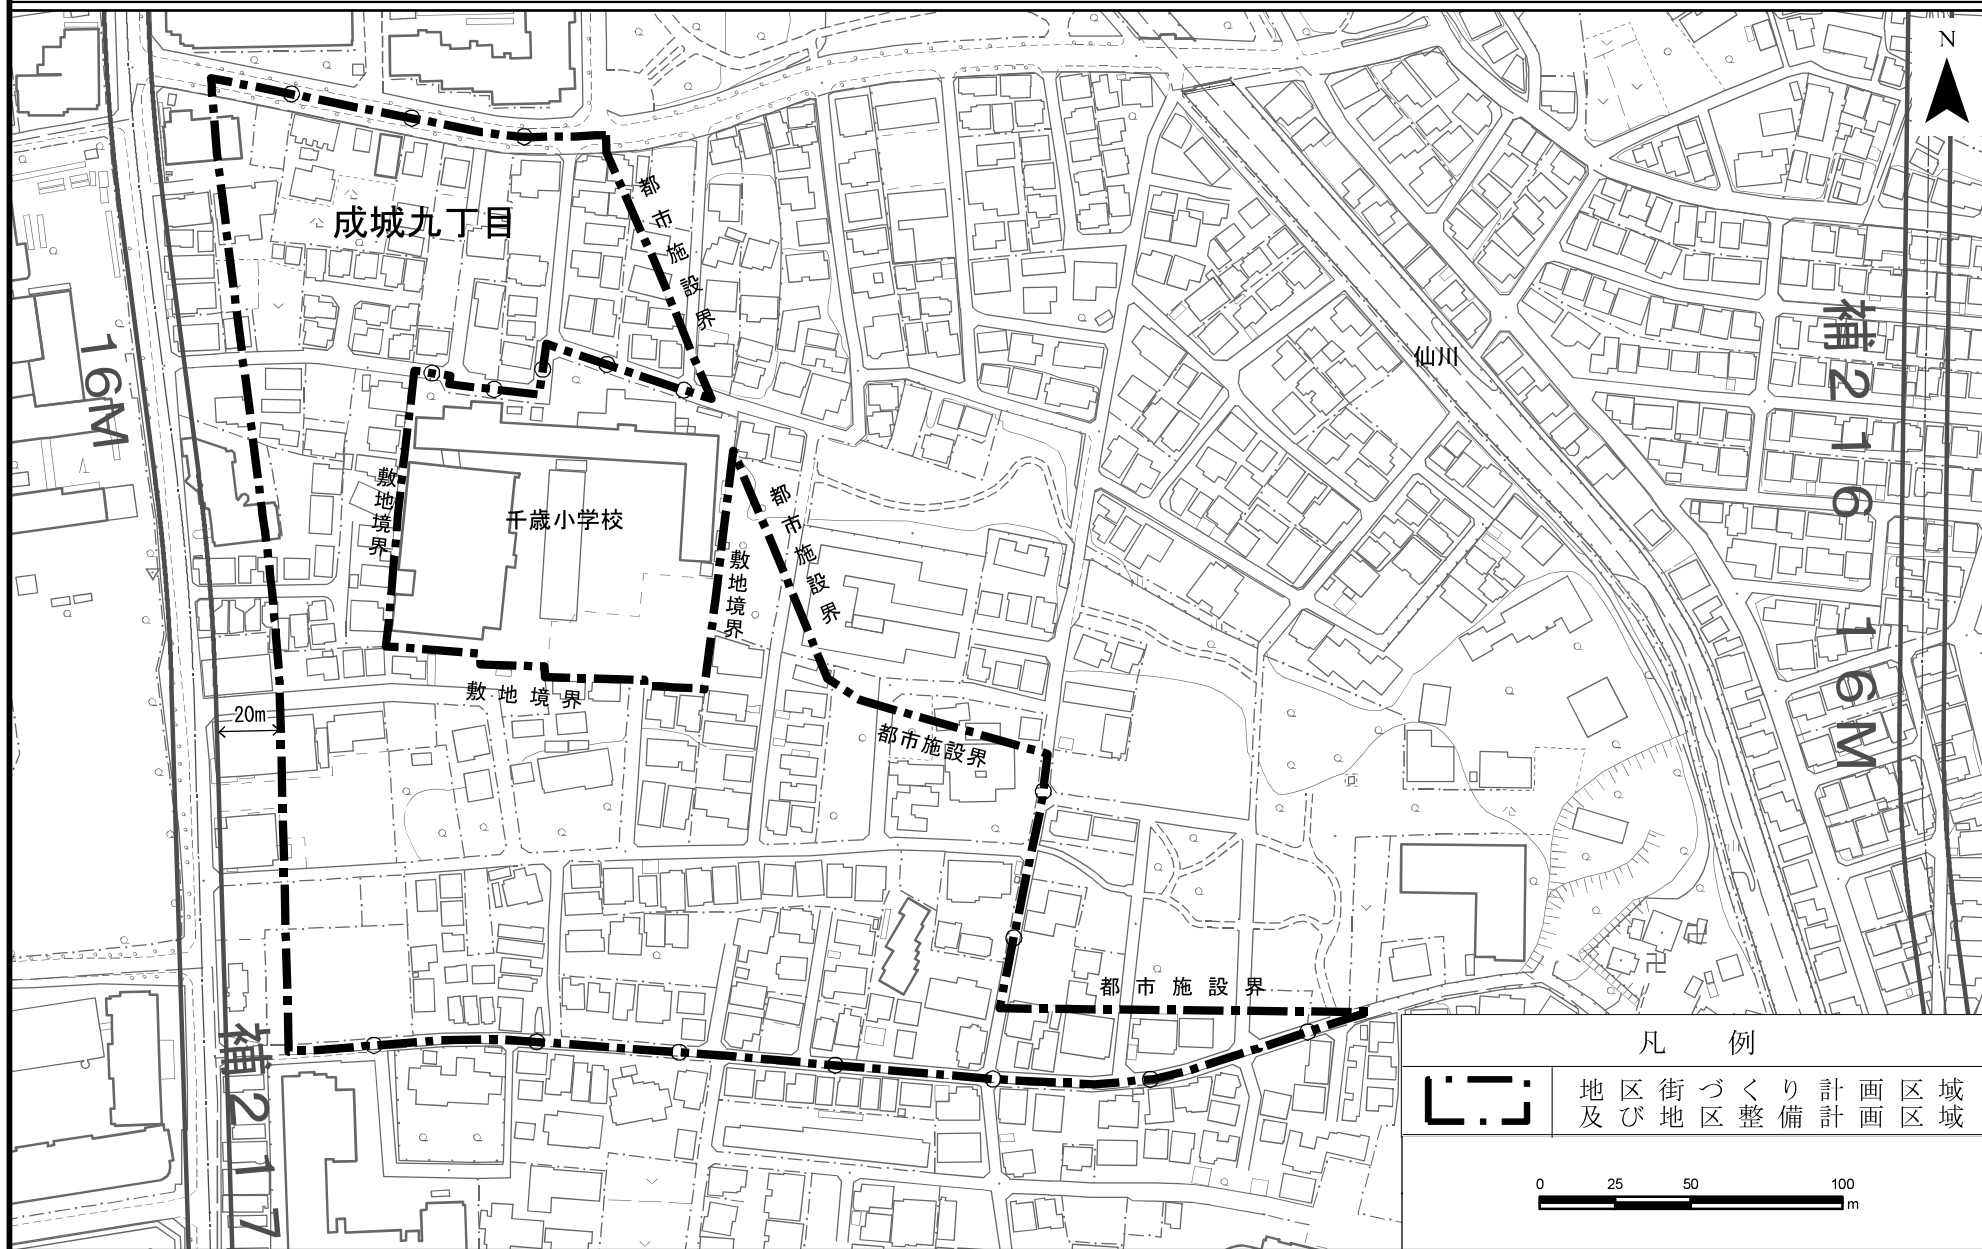 N
成城九丁目
都市施設界
16M
補216
16M
仙川
敷地境界
千歳小学校
都市施設界
敷地境界
敷地境界
20m
都市施設界
都市施設界
補217
凡例
地区街づくり計画区域
及び地区整備計画区域
0 25 50 100
m